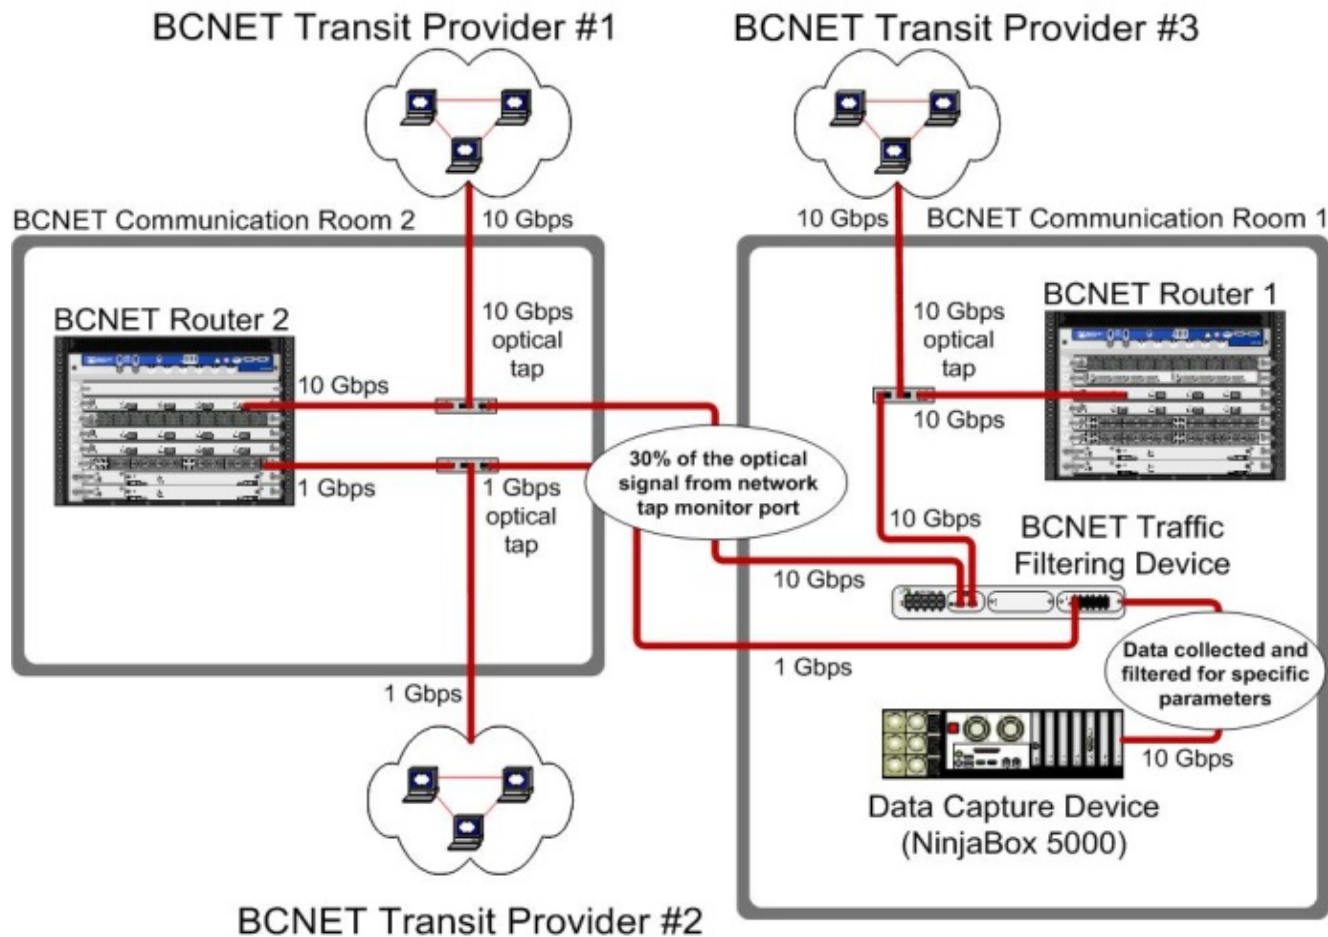 BCNET Transit Provider #1
BCNET Transit Provider #3
BCNET Communication Room 2
10 Gbps
10 Gbps
BCNET Communication Room 1
BCNET Router 2
10 Gbps
optical
tap
10 Gbps
1 Gbps
1 Gbps
optical
tap
30% of the optical
signal from network
tap monitor port
10 Gbps
optical
tap
BCNET Router 1
10 Gbps
10 Gbps
BCNET Traffic
Filtering Device
10 Gbps
1 Gbps
Data collected and
filtered for specific
parameters
10 Gbps
Data Capture Device
(NinjaBox 5000)
1 Gbps
BCNET Transit Provider #2